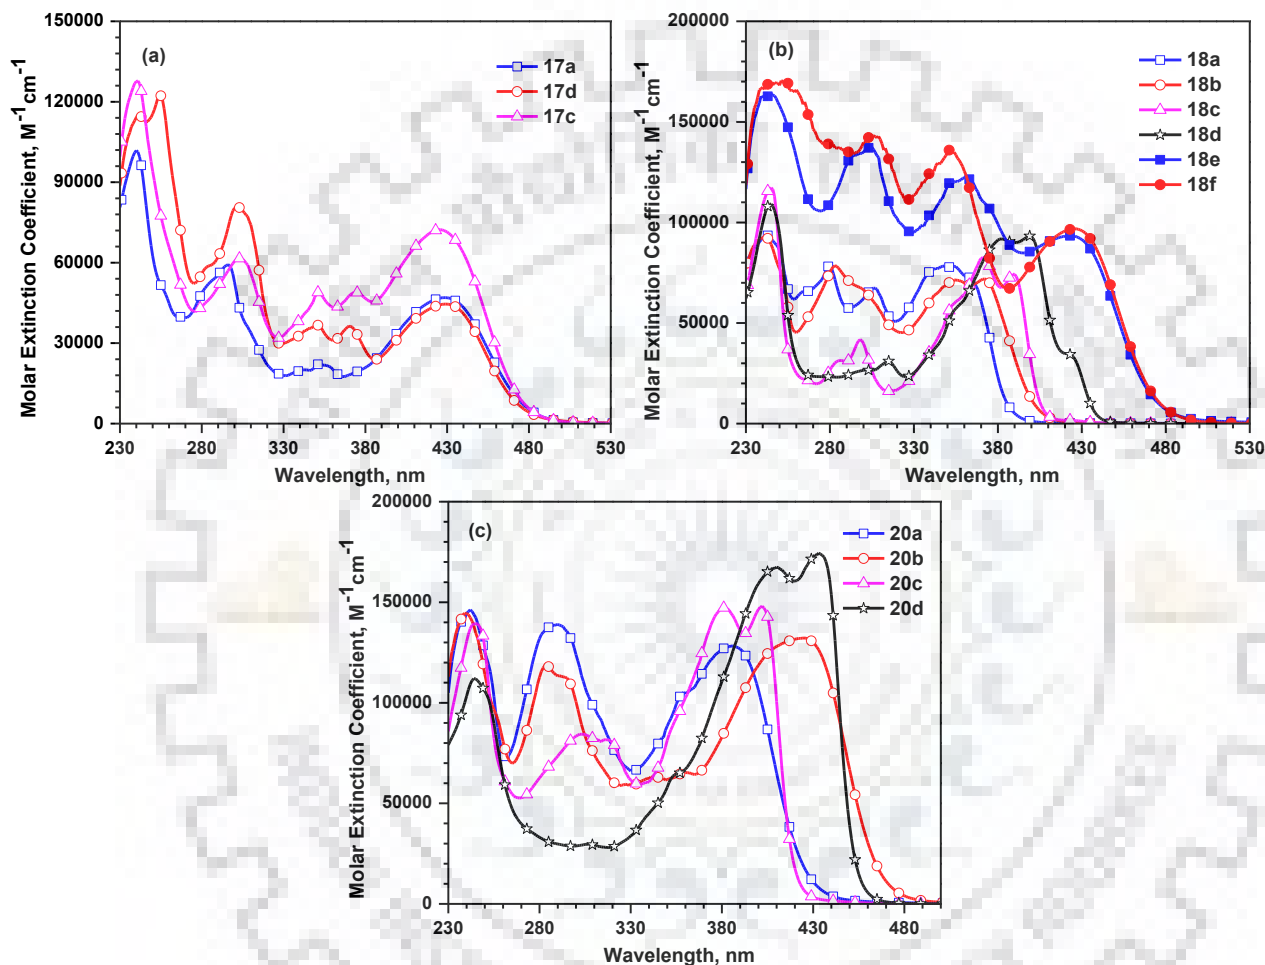 (a)
17a
17d
17c
150000
120000
90000
60000
30000
0
230 280 330 380 430 480 530
Molar Extinction Coefficient, M⁻¹cm⁻¹
Wavelength, nm
(b)
18a
18b
18c
18d
18e
18f
200000
150000
100000
50000
0
230 280 330 380 430 480 530
Molar Extinction Coefficient, M⁻¹cm⁻¹
Wavelength, nm
(c)
20a
20b
20c
20d
200000
150000
100000
50000
0
230 280 330 380 430 480
Molar Extinction Coefficient, M⁻¹cm⁻¹
Wavelength, nm